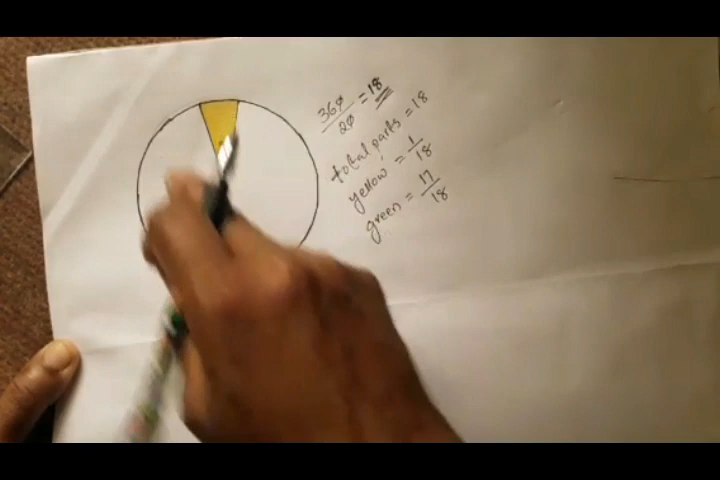 360/20 = 18
total parts = 18
yellow = 1/18
green = 17/18